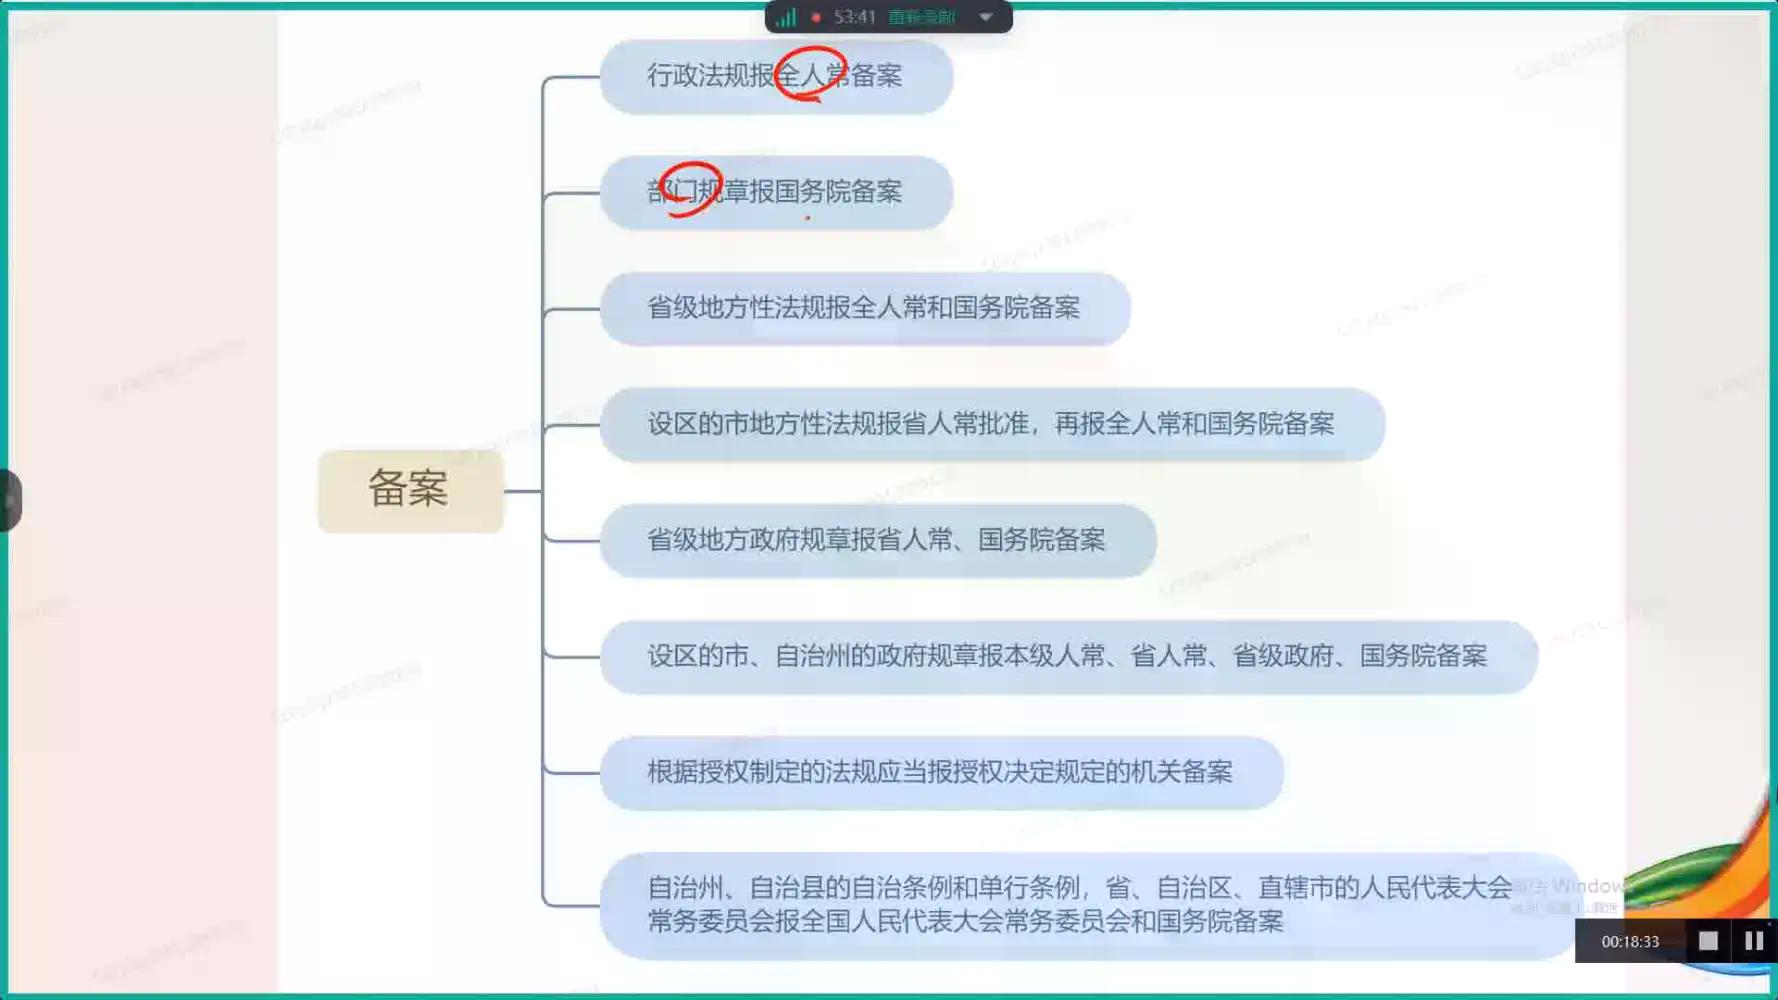 53:41
行政法规报全人常备案
部门规章报国务院备案
省级地方性法规报全人常和国务院备案
设区的市地方性法规报省人常批准，再报全人常和国务院备案
备案
省级地方政府规章报省人常、国务院备案
设区的市、自治州的政府规章报本级人常、省人常、省级政府、国务院备案
根据授权制定的法规应当报授权决定规定的机关备案
自治州、自治县的自治条例和单行条例，省、自治区、直辖市的人民代表大会
常务委员会报全国人民代表大会常务委员会和国务院备案
Windows
00:18:33